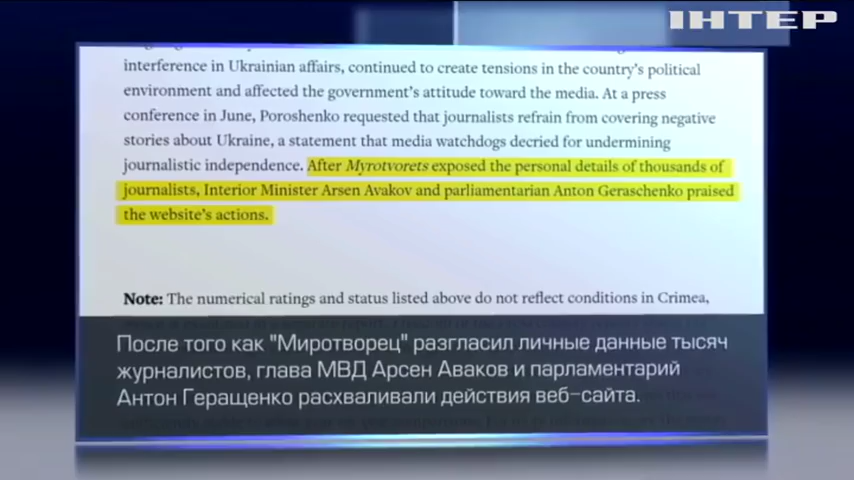 ІНТЕР
interference in Ukrainian affairs, continued to create tensions in the country's political
environment and affected the government's attitude toward the media. At a press
conference in June, Poroshenko requested that journalists refrain from covering negative
stories about Ukraine, a statement that media watchdogs decried for undermining
journalistic independence. After Myrotvorets exposed the personal details of thousands of
journalists, Interior Minister Arsen Avakov and parliamentarian Anton Geraschenko praised
the website's actions.
Note: The numerical ratings and status listed above do not reflect conditions in Crimea,
После того как "Миротворец" разгласил личные данные тысяч
журналистов, глава МВД Арсен Аваков и парламентарий
Антон Геращенко расхваливали действия веб-сайта.